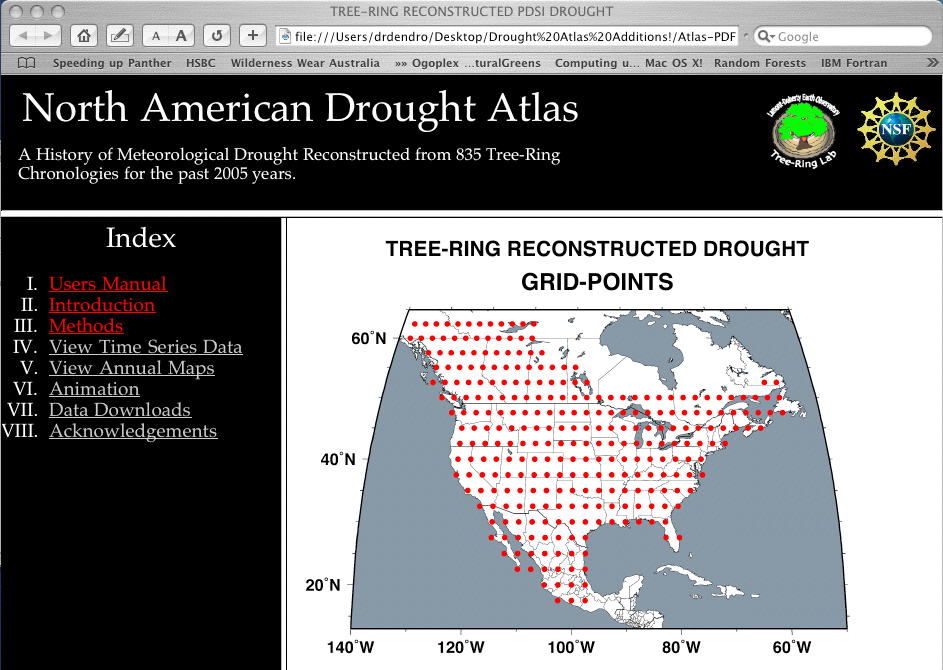 TREE-RING RECONSTRUCTED PDSI DROUGHT
A A
file:///Users/drdendro/Desktop/Drought%20Atlas%20Additions!/Atlas-PDF
Google
Speeding up Panther HSBC Wilderness Wear Australia »» Ogoplex ...turalGreens Computing u... Mac OS X! Random Forests IBM Fortran »
North American Drought Atlas
A History of Meteorological Drought Reconstructed from 835 Tree-Ring
Chronologies for the past 2005 years.
Lamont-Doherty Earth Observatory
Tree-Ring Lab
NSF
Index
I. Users Manual
II. Introduction
III. Methods
IV. View Time Series Data
V. View Annual Maps
VI. Animation
VII. Data Downloads
VIII. Acknowledgements
TREE-RING RECONSTRUCTED DROUGHT
GRID-POINTS
60°N
40°N
20°N
140°W 120°W 100°W 80°W 60°W